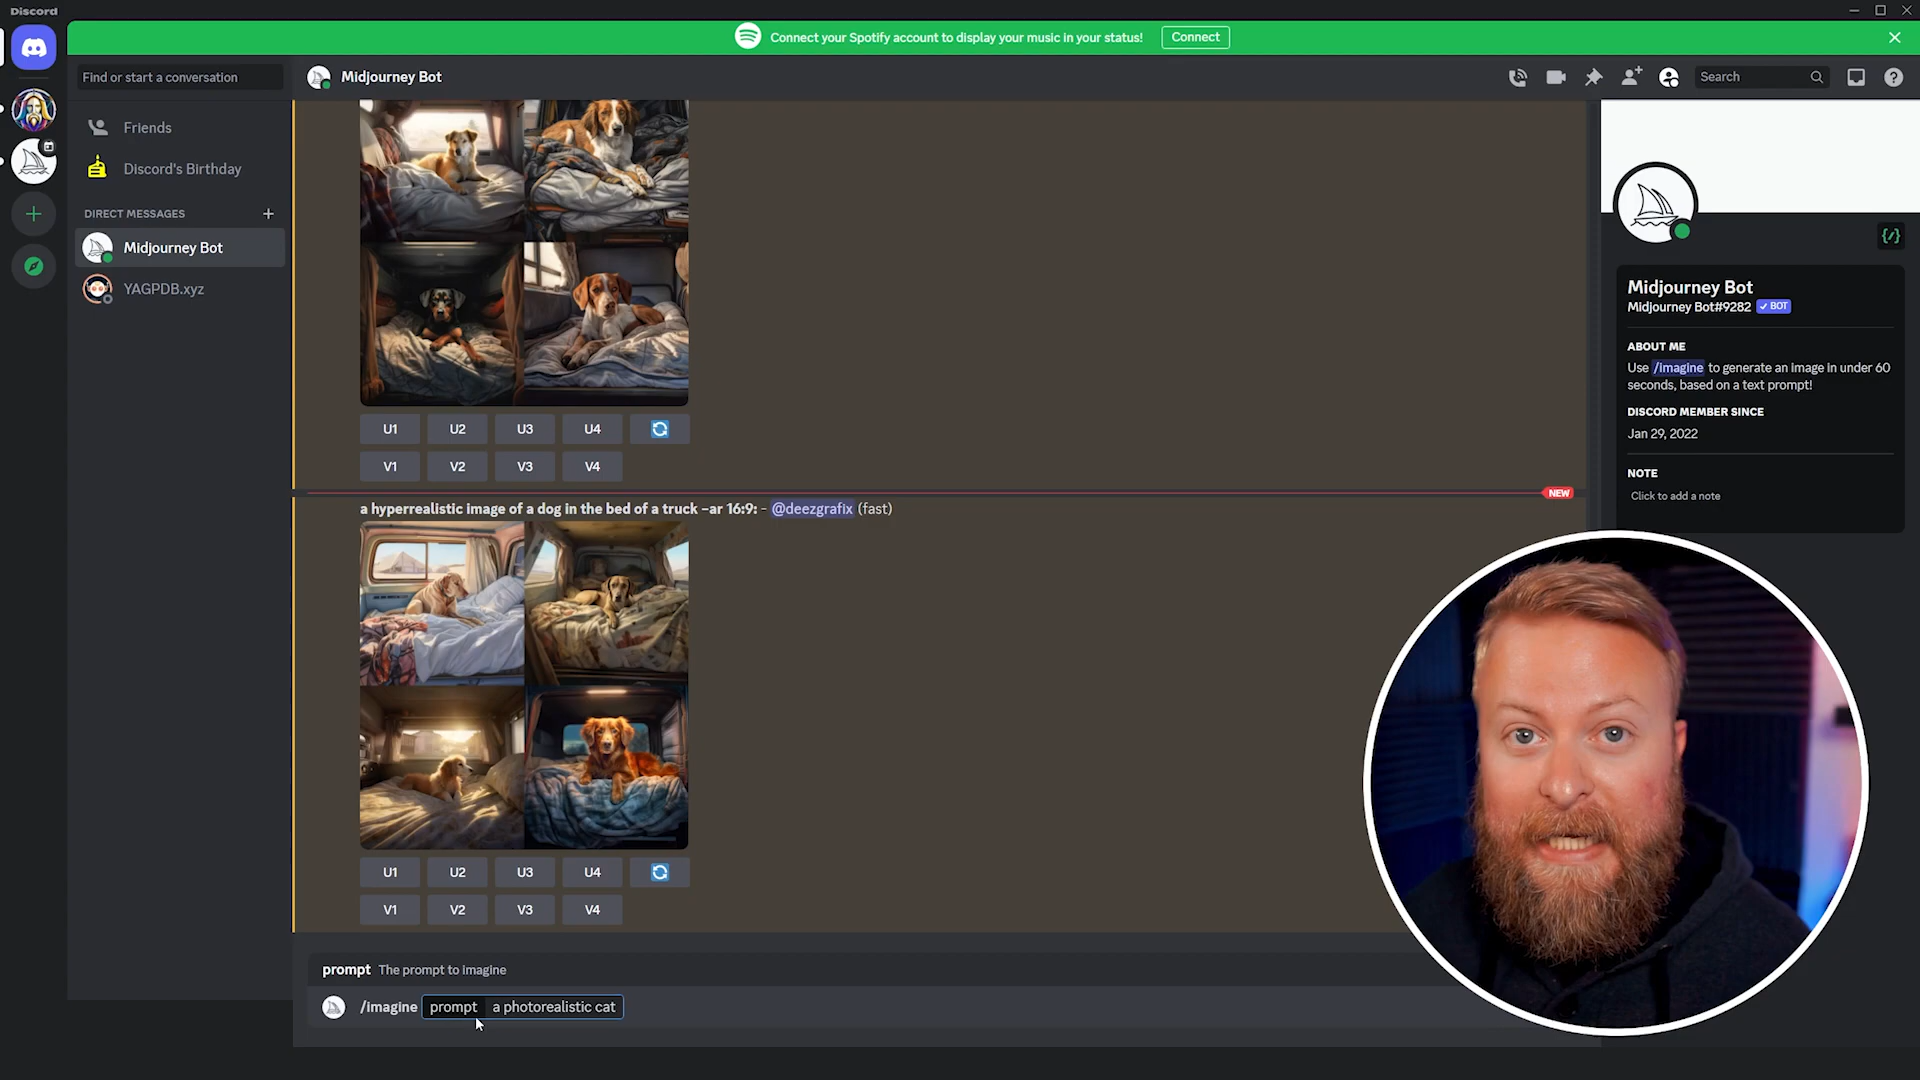 Discord
Connect your Spotify account to display your music in your status!
Connect
Find or start a conversation
Midjourney Bot
Search
Friends
Discord's Birthday
DIRECT MESSAGES
Midjourney Bot
YAGPDB.xyz
U1 U2 U3 U4
V1 V2 V3 V4
NEW
a hyperrealistic image of a dog in the bed of a truck –ar 16:9: - @deezgrafix (fast)
U1 U2 U3 U4
V1 V2 V3 V4
prompt The prompt to imagine
/imagine prompt a photorealistic cat
Midjourney Bot
Midjourney Bot#9282 BOT
ABOUT ME
Use /imagine to generate an image in under 60
seconds, based on a text prompt!
DISCORD MEMBER SINCE
Jan 29, 2022
NOTE
Click to add a note